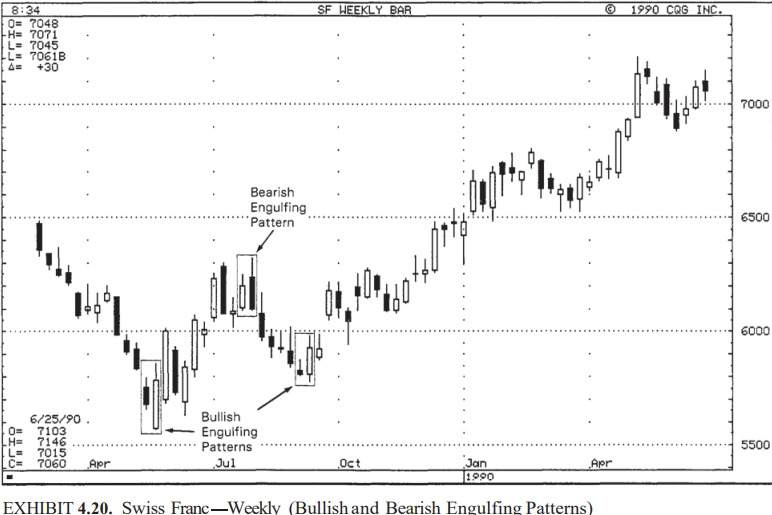 8:34 SF WEEKLY BAR © 1990 CQG INC.
O= 7048
H= 7071
L= 7045
L= 7061B
Δ= +30
7000
Bearish
Engulfing
Pattern
6500
6000
Bullish
Engulfing
Patterns
6/25/90
O= 7103
H= 7146
L= 7015
C= 7060
5500
Apr Jul Oct Jan Apr
1990
EXHIBIT 4.20. Swiss Franc—Weekly (Bullish and Bearish Engulfing Patterns)